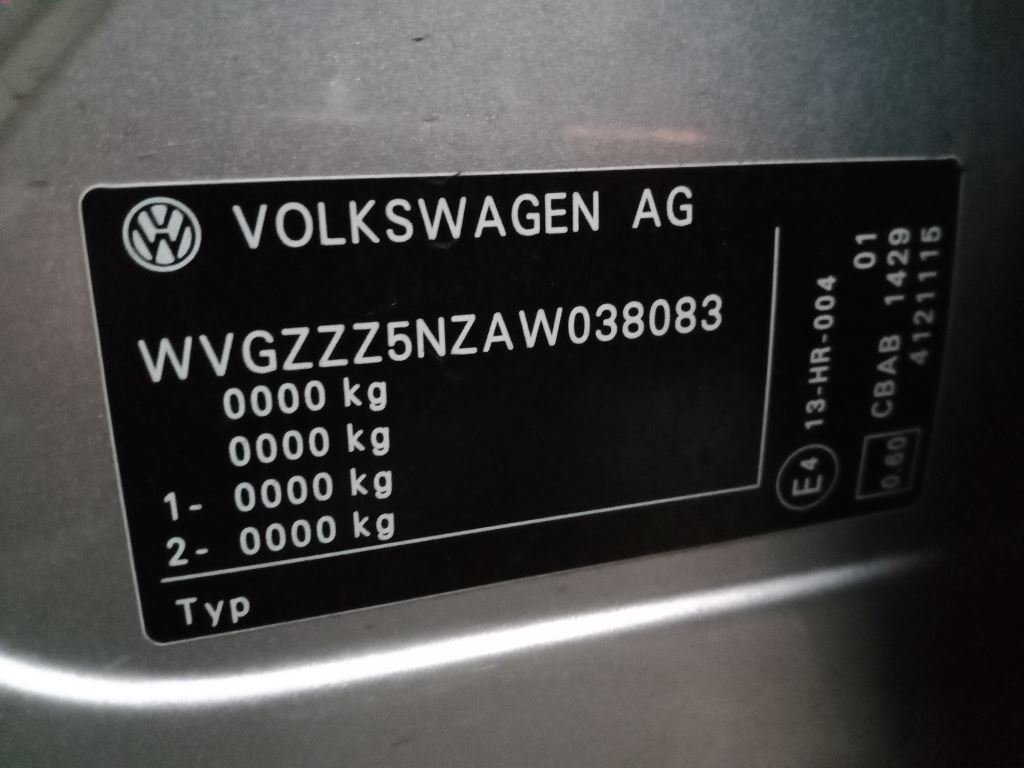 VOLKSWAGEN AG
WVGZZZ5NZAW038083
0000 kg
0000 kg
1- 0000 kg
2- 0000 kg
Typ
E4 13-HR-004
01
0.60 CBAB 1429
4121115